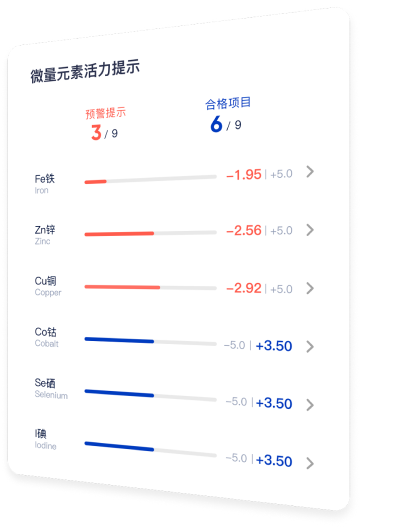 微量元素活力提示
预警提示
合格项目
3 / 9
6 / 9
Fe铁
Iron
-1.95 | +5.0
Zn锌
Zinc
-2.56 | +5.0
Cu铜
Copper
-2.92 | +5.0
Co钴
Cobalt
-5.0 | +3.50
Se硒
Selenium
-5.0 | +3.50
I碘
Iodine
-5.0 | +3.50